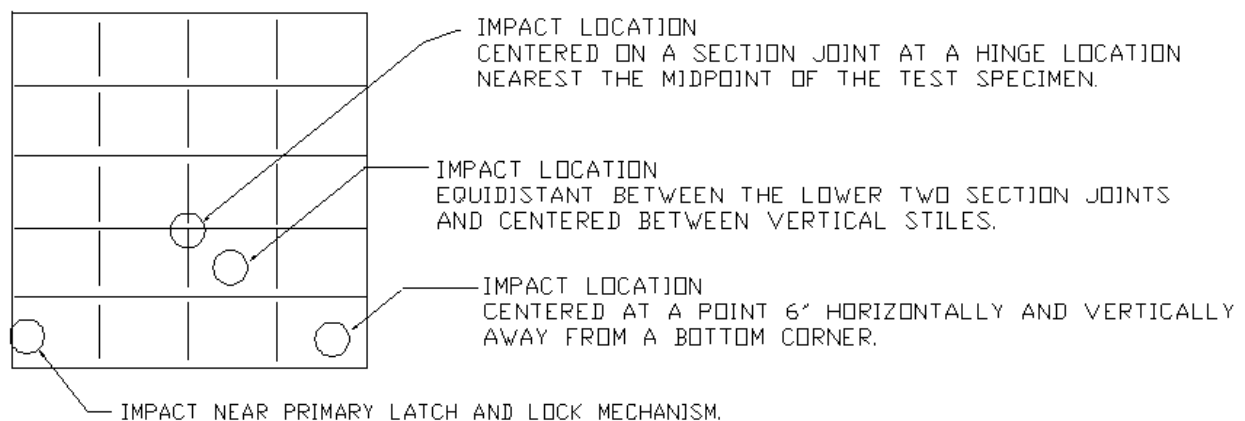 IMPACT LOCATION
CENTERED ON A SECTION JOINT AT A HINGE LOCATION
NEAREST THE MIDPOINT OF THE TEST SPECIMEN.
IMPACT LOCATION
EQUIDISTANT BETWEEN THE LOWER TWO SECTION JOINTS
AND CENTERED BETWEEN VERTICAL STILES.
IMPACT LOCATION
CENTERED AT A POINT 6″ HORIZONTALLY AND VERTICALLY
AWAY FROM A BOTTOM CORNER.
IMPACT NEAR PRIMARY LATCH AND LOCK MECHANISM.